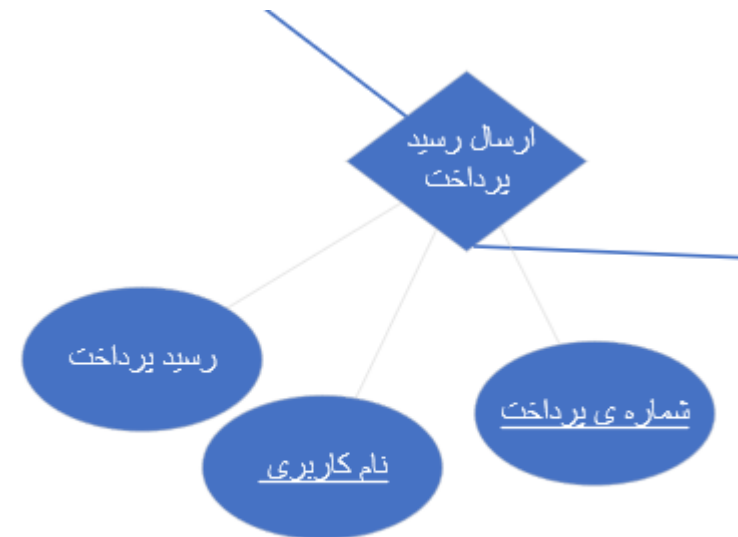 ارسال رسید
پرداخت
رسید پرداخت
نام کاربری
شماره ی پرداخت